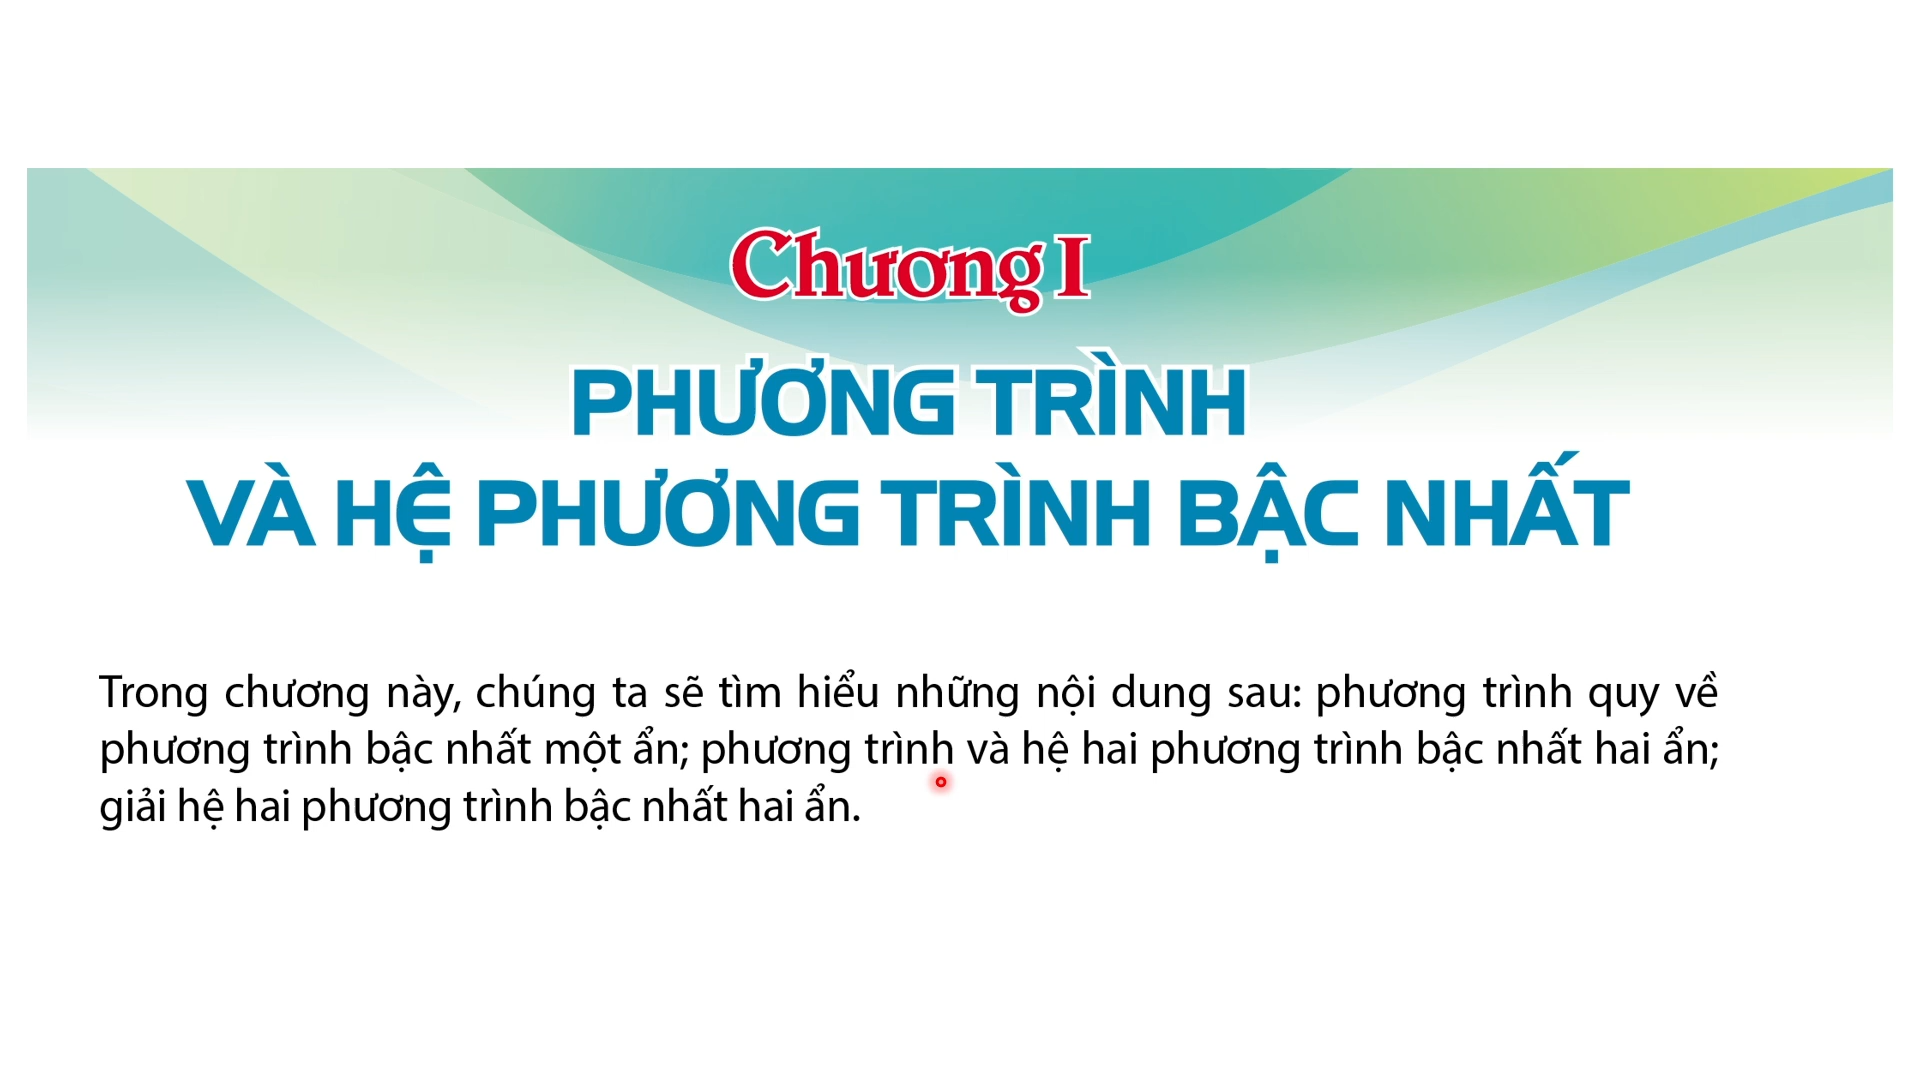 Chương I
PHƯƠNG TRÌNH
VÀ HỆ PHƯƠNG TRÌNH BẬC NHẤT
Trong chương này, chúng ta sẽ tìm hiểu những nội dung sau: phương trình quy về
phương trình bậc nhất một ẩn; phương trình và hệ hai phương trình bậc nhất hai ẩn;
giải hệ hai phương trình bậc nhất hai ẩn.